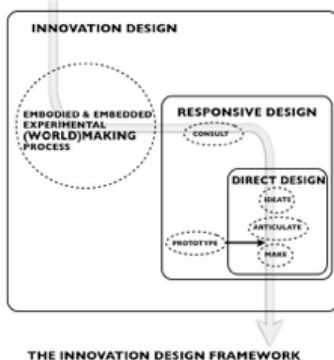 INNOVATION DESIGN
EMBODIED & EMBEDDED
EXPERIMENTAL
(WORLD)MAKING
PROCESS
RESPONSIVE DESIGN
CONSULT
DIRECT DESIGN
IDEATE
ARTICULATE
PROTOTYPE
MAKE
THE INNOVATION DESIGN FRAMEWORK